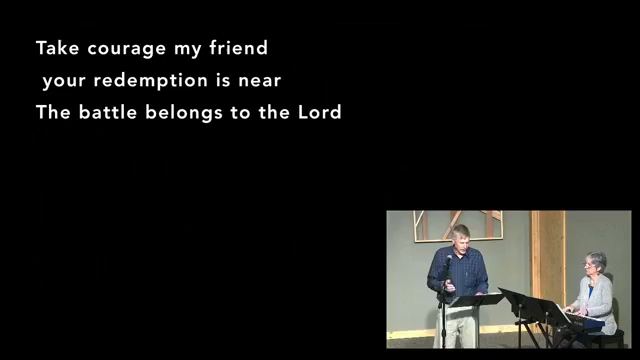 Take courage my friend
your redemption is near
The battle belongs to the Lord